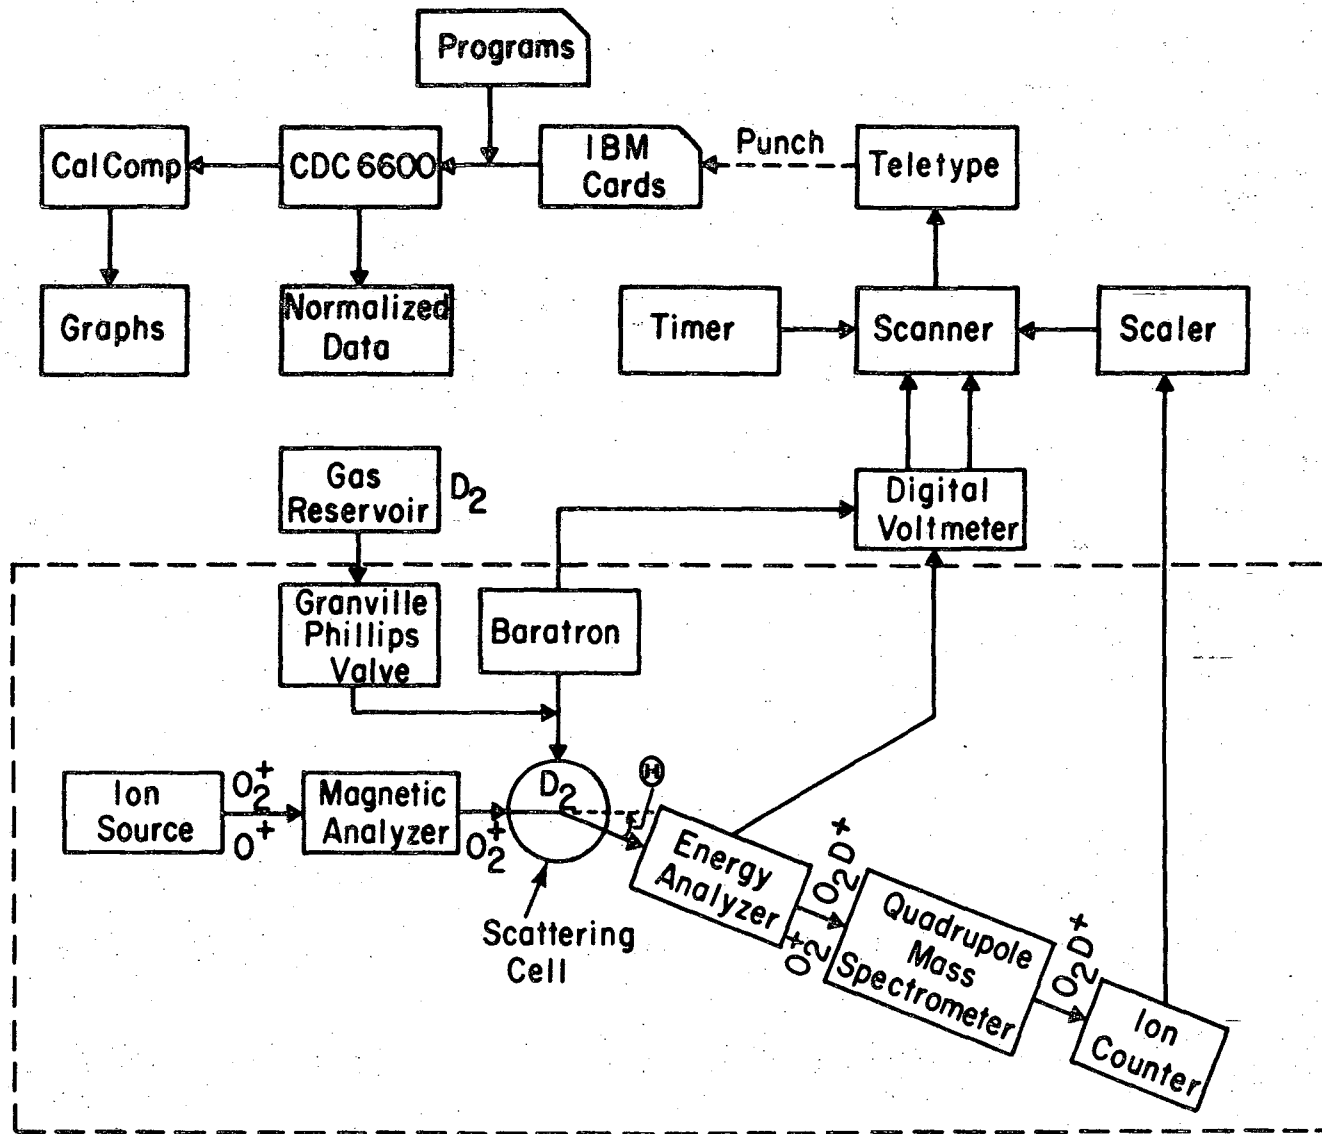 Programs
CalComp
CDC 6600
IBM
Cards
Punch
Teletype
Graphs
Normalized
Data
Timer
Scanner
Scaler
Gas
Reservoir
D2
Digital
Voltmeter
Granville
Phillips
Valve
Baratron
Ion
Source
O2+
O+
Magnetic
Analyzer
O2+
D2
Θ
Scattering
Cell
Energy
Analyzer
O2D+
O2+
Quadrupole
Mass
Spectrometer
O2D+
Ion
Counter